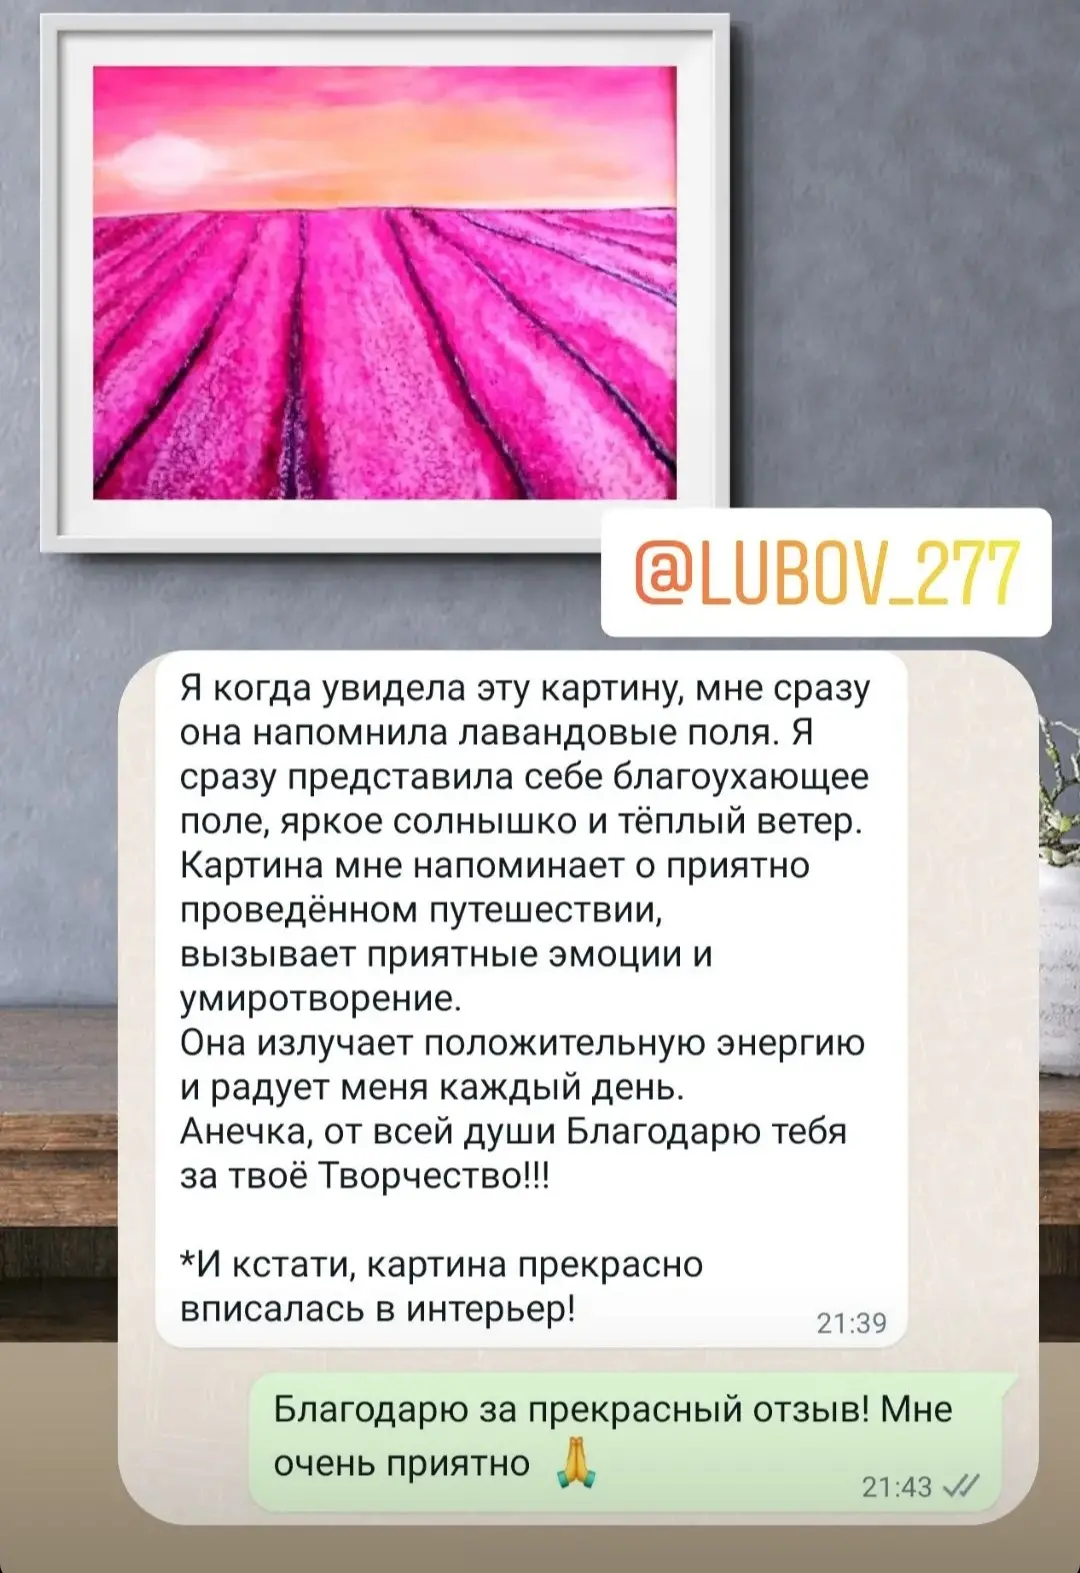 @LUBOV_277
Я когда увидела эту картину, мне сразу
она напомнила лавандовые поля. Я
сразу представила себе благоухающее
поле, яркое солнышко и тёплый ветер.
Картина мне напоминает о приятно
проведённом путешествии,
вызывает приятные эмоции и
умиротворение.
Она излучает положительную энергию
и радует меня каждый день.
Анечка, от всей души Благодарю тебя
за твоё Творчество!!!
*И кстати, картина прекрасно
вписалась в интерьер!
21:39
Благодарю за прекрасный отзыв! Мне
очень приятно 🙏
21:43